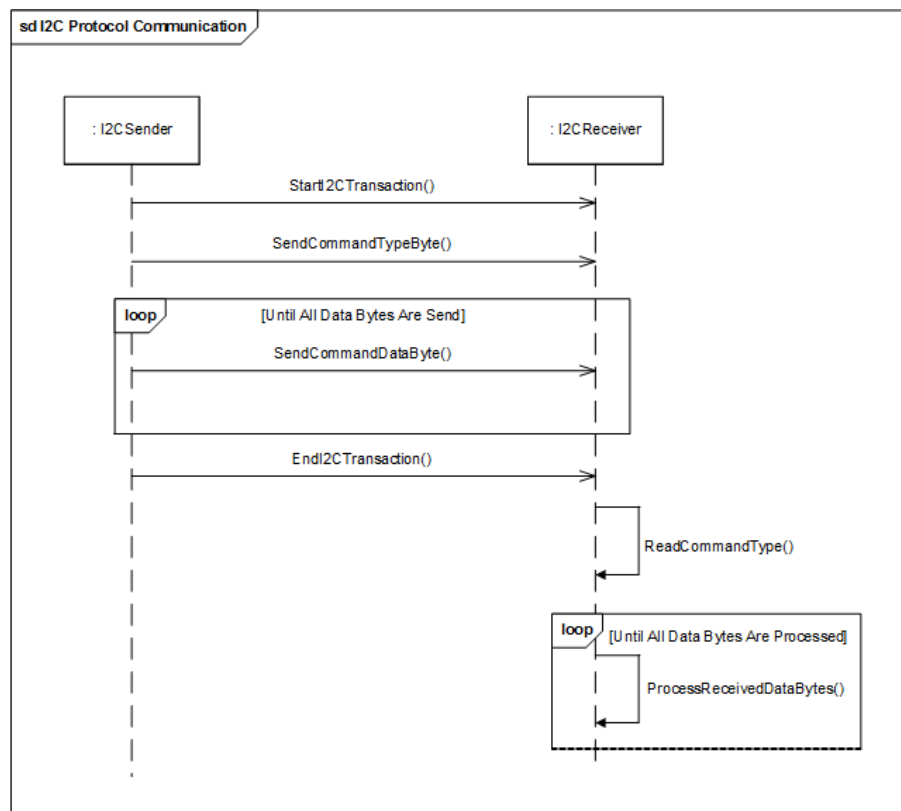 sd I2C Protocol Communication
: I2CSender
: I2CReceiver
StartI2CTransaction()
SendCommandTypeByte()
loop
[Until All Data Bytes Are Send]
SendCommandDataByte()
EndI2CTransaction()
ReadCommandType()
loop
[Until All Data Bytes Are Processed]
ProcessReceivedDataBytes()